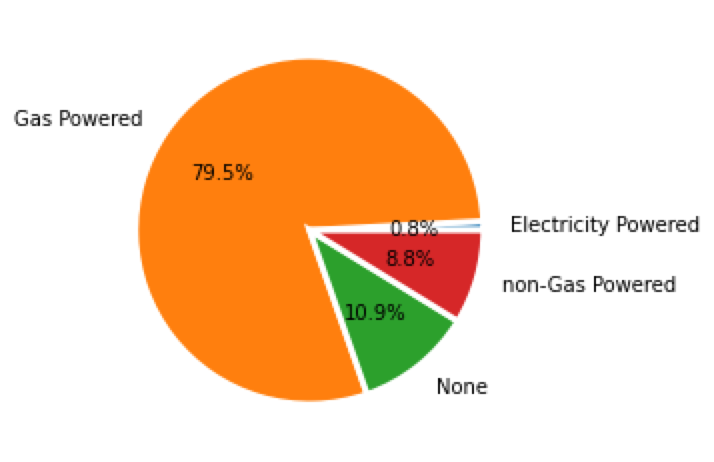 Gas Powered
79.5%
0.8%
Electricity Powered
8.8%
non-Gas Powered
10.9%
None